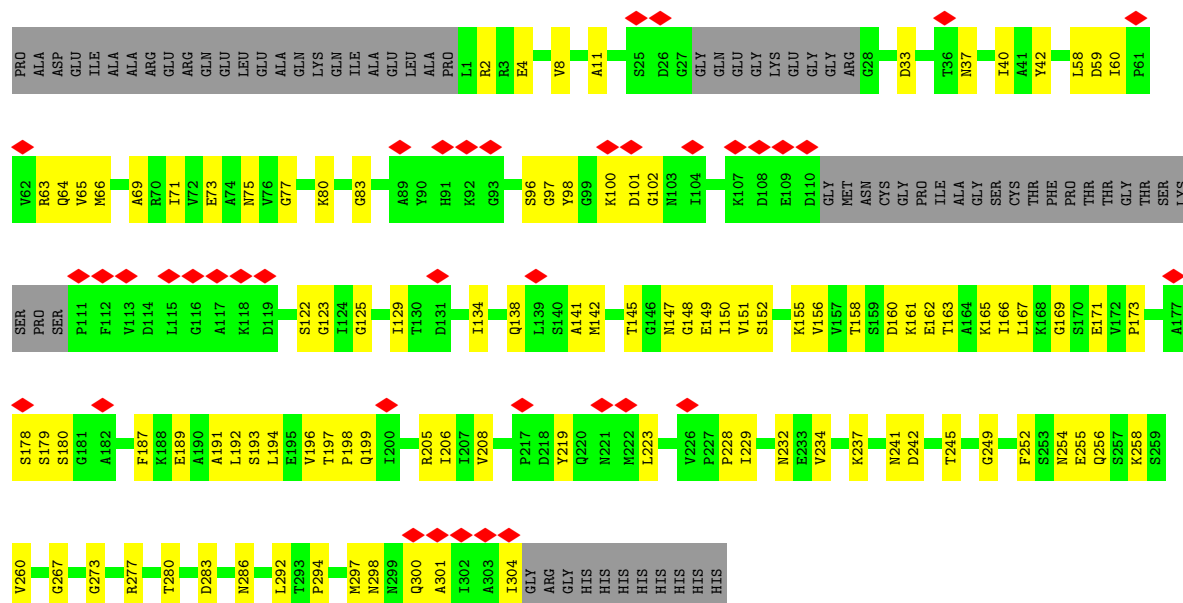 PRO ALA ASP GLU ILE ALA ALA ARG GLU ARG GLN GLU LEU GLU ALA GLN LYS GLN ILE ALA GLU LEU ALA PRO L1 R2 R3 E4 V8 A11 S25 D26 G27 GLY GLN GLU GLY LYS GLU GLY GLY ARG G28 D33 T36 N37 I40 A41 Y42 L58 D59 I60 P61
V62 R63 Q64 V65 M66 A69 R70 I71 V72 E73 A74 N75 V76 G77 K80 G83 A89 Y90 H91 K92 G93 S96 G97 Y98 G99 K100 D101 G102 N103 I104 K107 D108 E109 D110 GLY MET ASN CYS GLY PRO ILE ALA GLY SER CYS THR PHE PRO THR THR GLY THR SER LYS
SER PRO SER P111 F112 V113 D114 L115 G116 A117 K118 D119 S122 G123 I124 G125 I129 T130 D131 I134 Q138 L139 S140 A141 M142 T145 G146 N147 G148 E149 I150 V151 S152 K155 V156 V157 T158 S159 D160 K161 E162 T163 A164 K165 I166 L167 K168 G169 S170 E171 V172 P173 A177
S178 S179 S180 G181 A182 F187 K188 E189 A190 A191 L192 S193 L194 E195 V196 T197 P198 Q199 I200 R205 I206 I207 V208 P217 D218 Y219 Q220 N221 M222 L223 V226 P227 P228 I229 N232 E233 V234 K237 N241 D242 T245 G249 F252 S253 N254 E255 Q256 S257 K258 S259
V260 G267 G273 R277 T280 D283 N286 L292 T293 P294 M297 N298 N299 Q300 A301 I302 A303 I304 GLY ARG GLY HIS HIS HIS HIS HIS HIS HIS HIS